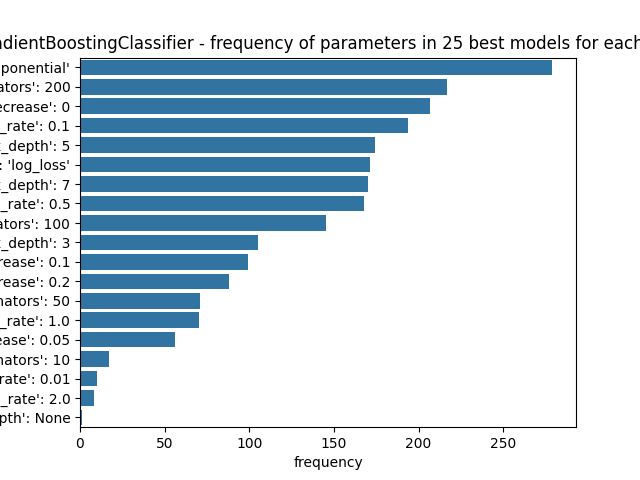 adientBoostingClassifier - frequency of parameters in 25 best models for each
ponential'
ators': 200
ecrease': 0
_rate': 0.1
_depth': 5
: 'log_loss'
_depth': 7
_rate': 0.5
ators': 100
_depth': 3
rease': 0.1
rease': 0.2
nators': 50
_rate': 1.0
ease': 0.05
nators': 10
rate': 0.01
_rate': 2.0
pth': None
0 50 100 150 200 250
frequency